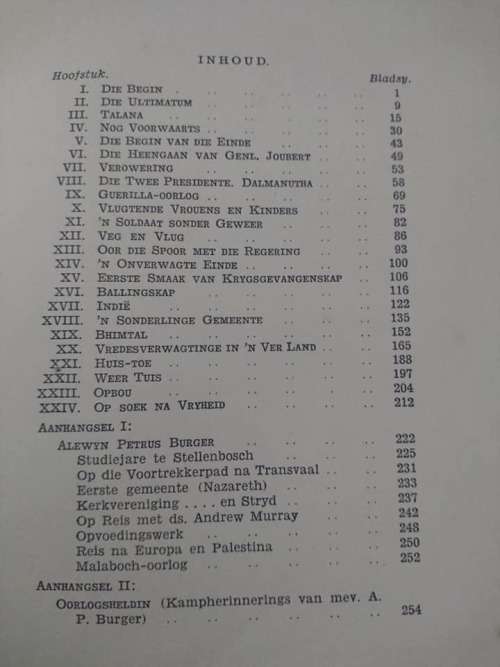 INHOUD.
Hoofstuk. Bladsy.
I. Die Begin .. .. .. .. .. 1
II. Die Ultimatum .. .. .. .. 9
III. Talana .. .. .. .. .. 15
IV. Nog Voorwaarts .. .. .. .. 30
V. Die Begin van die Einde .. .. .. 43
VI. Die Heengaan van Genl. Joubert .. .. 49
VII. Verowering .. .. .. .. 53
VIII. Die Twee Presidente. Dalmanutha .. .. 58
IX. Guerilla-oorlog .. .. .. .. 69
X. Vlugtende Vrouens en Kinders .. .. 75
XI. 'n Soldaat sonder Geweer .. .. .. 82
XII. Veg en Vlug .. .. .. .. 86
XIII. Oor die Spoor met die Regering .. .. 93
XIV. 'n Onverwagte Einde .. .. .. .. 100
XV. Eerste Smaak van Krygsgevangenskap .. 106
XVI. Ballingskap .. .. .. .. 116
XVII. Indië .. .. .. .. .. 122
XVIII. 'n Sonderlinge Gemeente .. .. .. 135
XIX. Bhimtal .. .. .. .. .. 152
XX. Vredesverwagtinge in 'n Ver Land .. .. 165
XXI. Huis-toe .. .. .. .. .. 188
XXII. Weer Tuis .. .. .. .. .. 197
XXIII. Opbou .. .. .. .. .. 204
XXIV. Op soek na Vryheid .. .. .. 212
Aanhangsel I:
Alewyn Petrus Burger .. .. .. .. 222
Studiejare te Stellenbosch .. .. .. 225
Op die Voortrekkerpad na Transvaal .. .. 231
Eerste gemeente (Nazareth) .. .. .. 233
Kerkvereniging .... en Stryd .. .. .. 237
Op Reis met ds. Andrew Murray .. .. 242
Opvoedingswerk .. .. .. .. 248
Reis na Europa en Palestina .. .. .. 250
Malaboch-oorlog .. .. .. .. 252
Aanhangsel II:
Oorlogsheldin (Kampherinnerings van mev. A.
P. Burger) .. .. .. .. .. 254